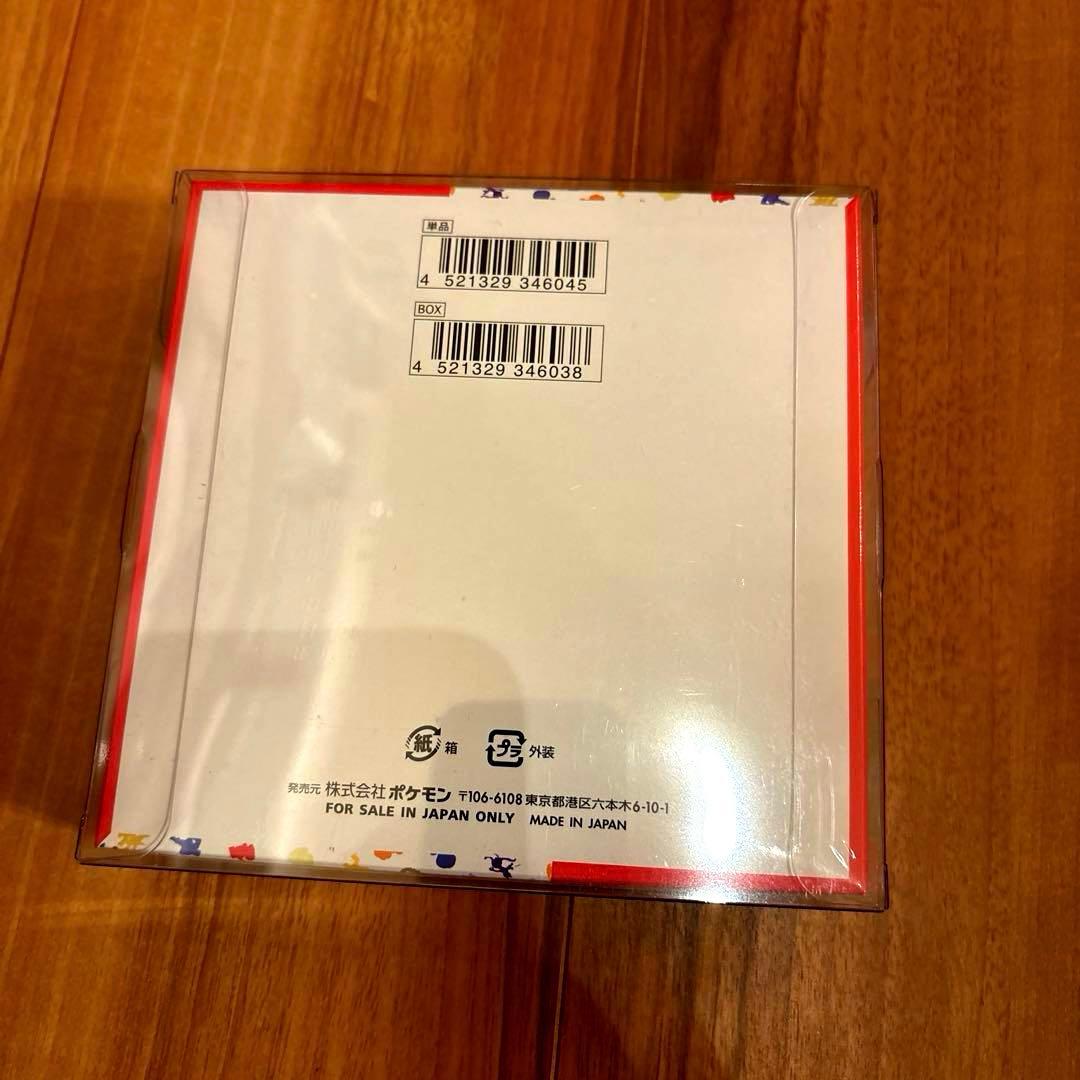 単品
4 521329 346045
BOX
4 521329 346038
紙 箱 プラ 外装
発売元 株式会社 ポケモン 〒106-6108 東京都港区六本木6-10-1
FOR SALE IN JAPAN ONLY MADE IN JAPAN